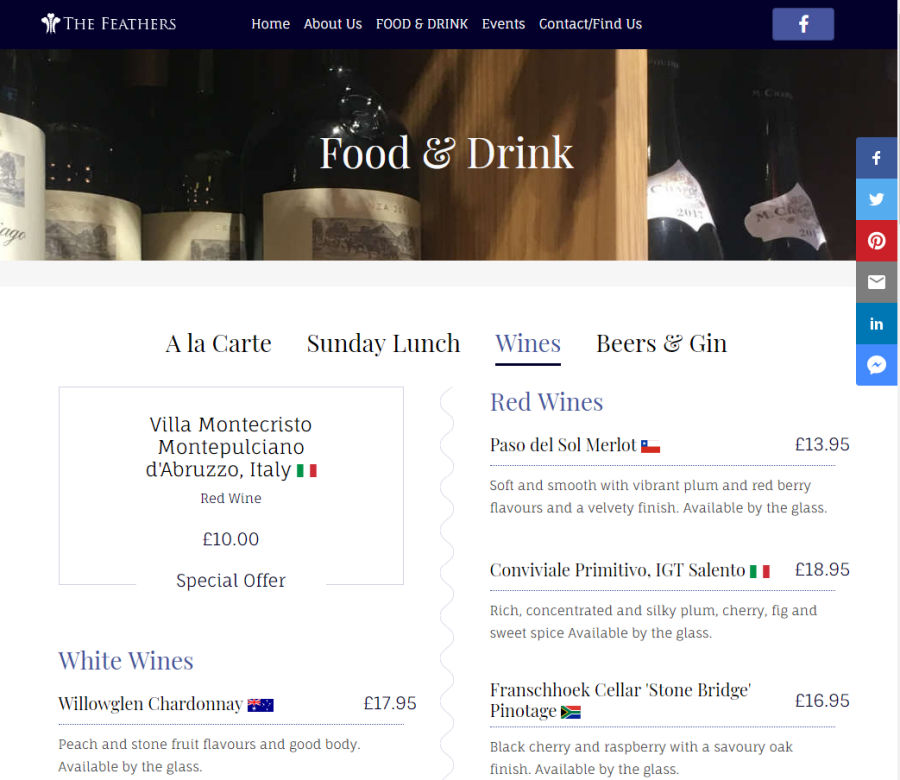 THE FEATHERS
Home About Us FOOD & DRINK Events Contact/Find Us
Food & Drink
2017
A la Carte Sunday Lunch Wines Beers & Gin
Villa Montecristo
Montepulciano
d'Abruzzo, Italy
Red Wine
£10.00
Special Offer
White Wines
Willowglen Chardonnay £17.95
Peach and stone fruit flavours and good body.
Available by the glass.
Red Wines
Paso del Sol Merlot £13.95
Soft and smooth with vibrant plum and red berry
flavours and a velvety finish. Available by the glass.
Conviviale Primitivo, IGT Salento £18.95
Rich, concentrated and silky plum, cherry, fig and
sweet spice Available by the glass.
Franschhoek Cellar 'Stone Bridge'
Pinotage £16.95
Black cherry and raspberry with a savoury oak
finish. Available by the glass.